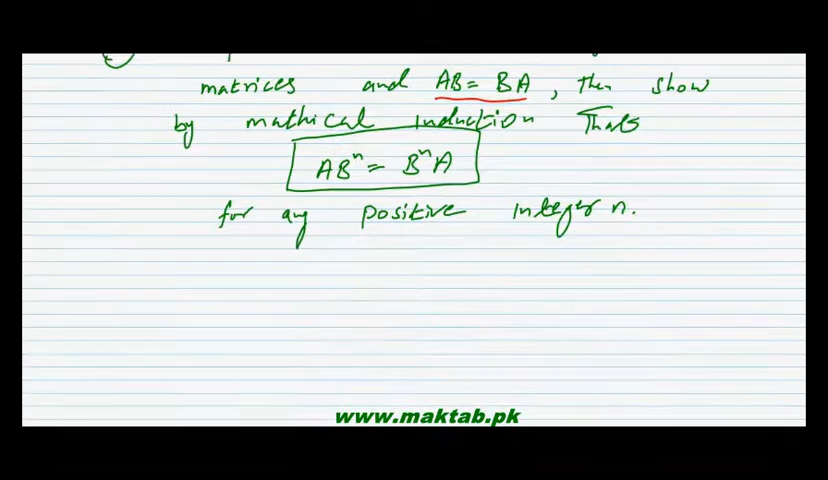 matrices and AB = BA, then show
by mathical induction that
ABⁿ = BⁿA
for any positive integer n.
www.maktab.pk